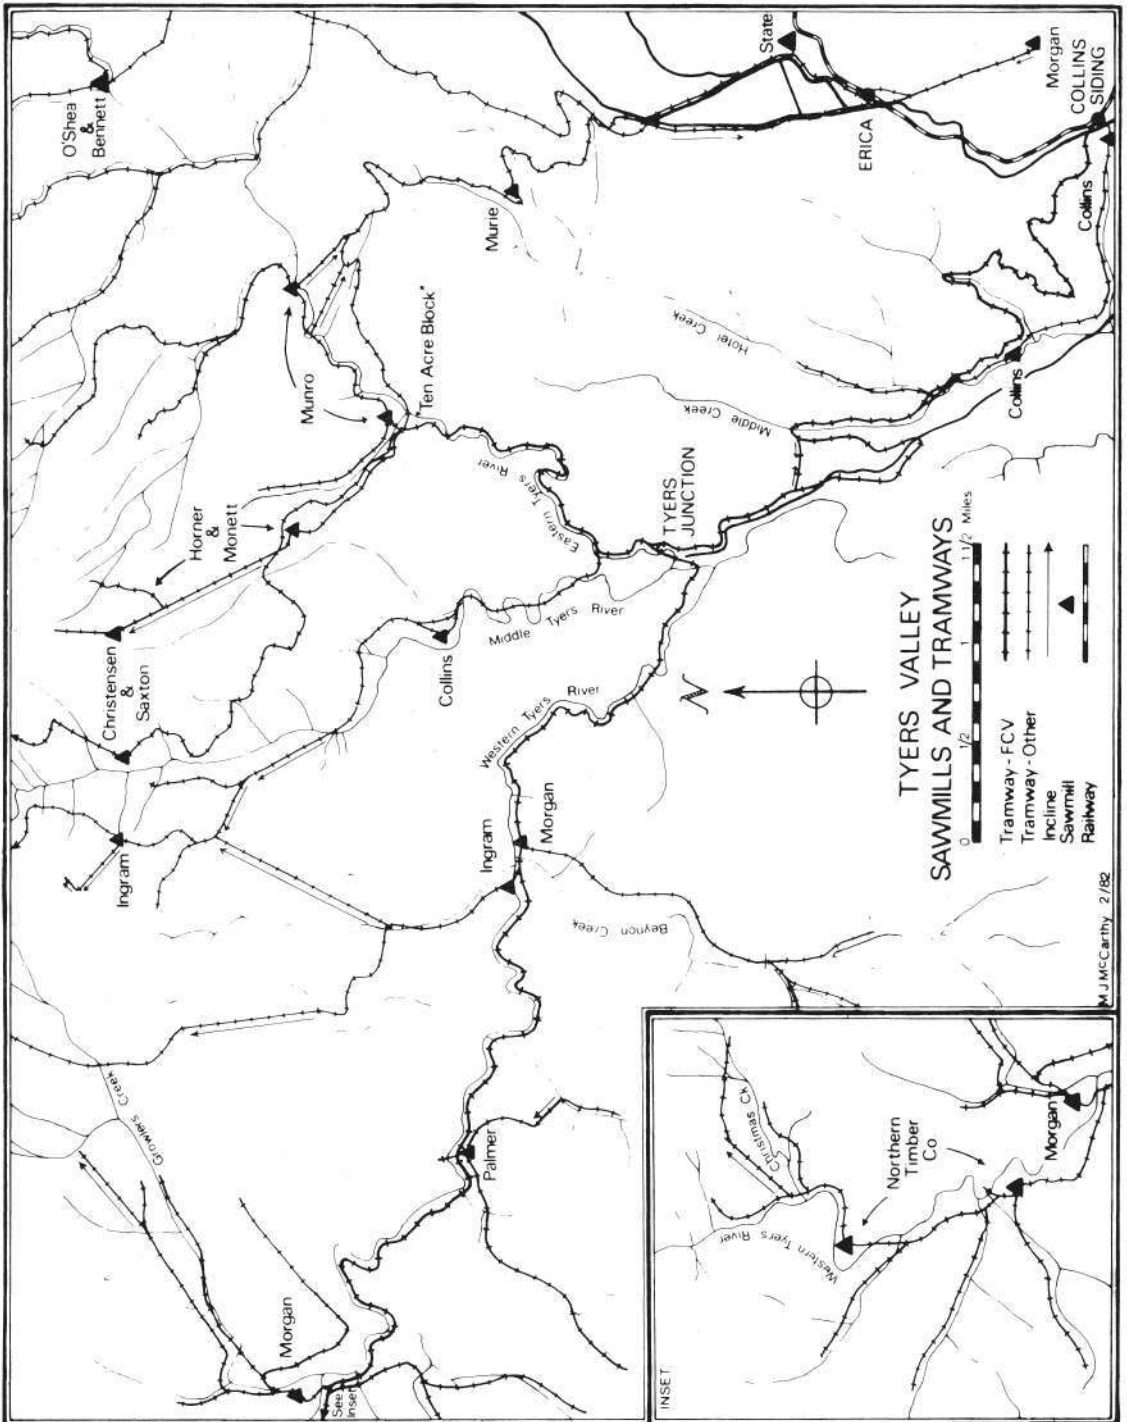 O'Shea
&
Bennett
State
Morgan
COLLINS
SIDING
ERICA
Collins
Murie
Munro
"Ten Acre Block"
Hotel Creek
Middle Creek
Collins
Horner
&
Monett
Eastern Tyers River
TYERS
JUNCTION
Christensen
&
Saxton
Collins
Middle Tyers River
Western Tyers River
Ingram
Ingram
Morgan
Beynon Creek
N
TYERS VALLEY
SAWMILLS AND TRAMWAYS
0 1/2 1 1 1/2 Miles
Tramway - FCV
Tramway - Other
Incline
Sawmill
Railway
M J McCarthy 2/82
Growlers Creek
Palmer
Morgan
See
Inset
INSET
Christmas Ck
Western Tyers River
Northern
Timber
Co
Morgan